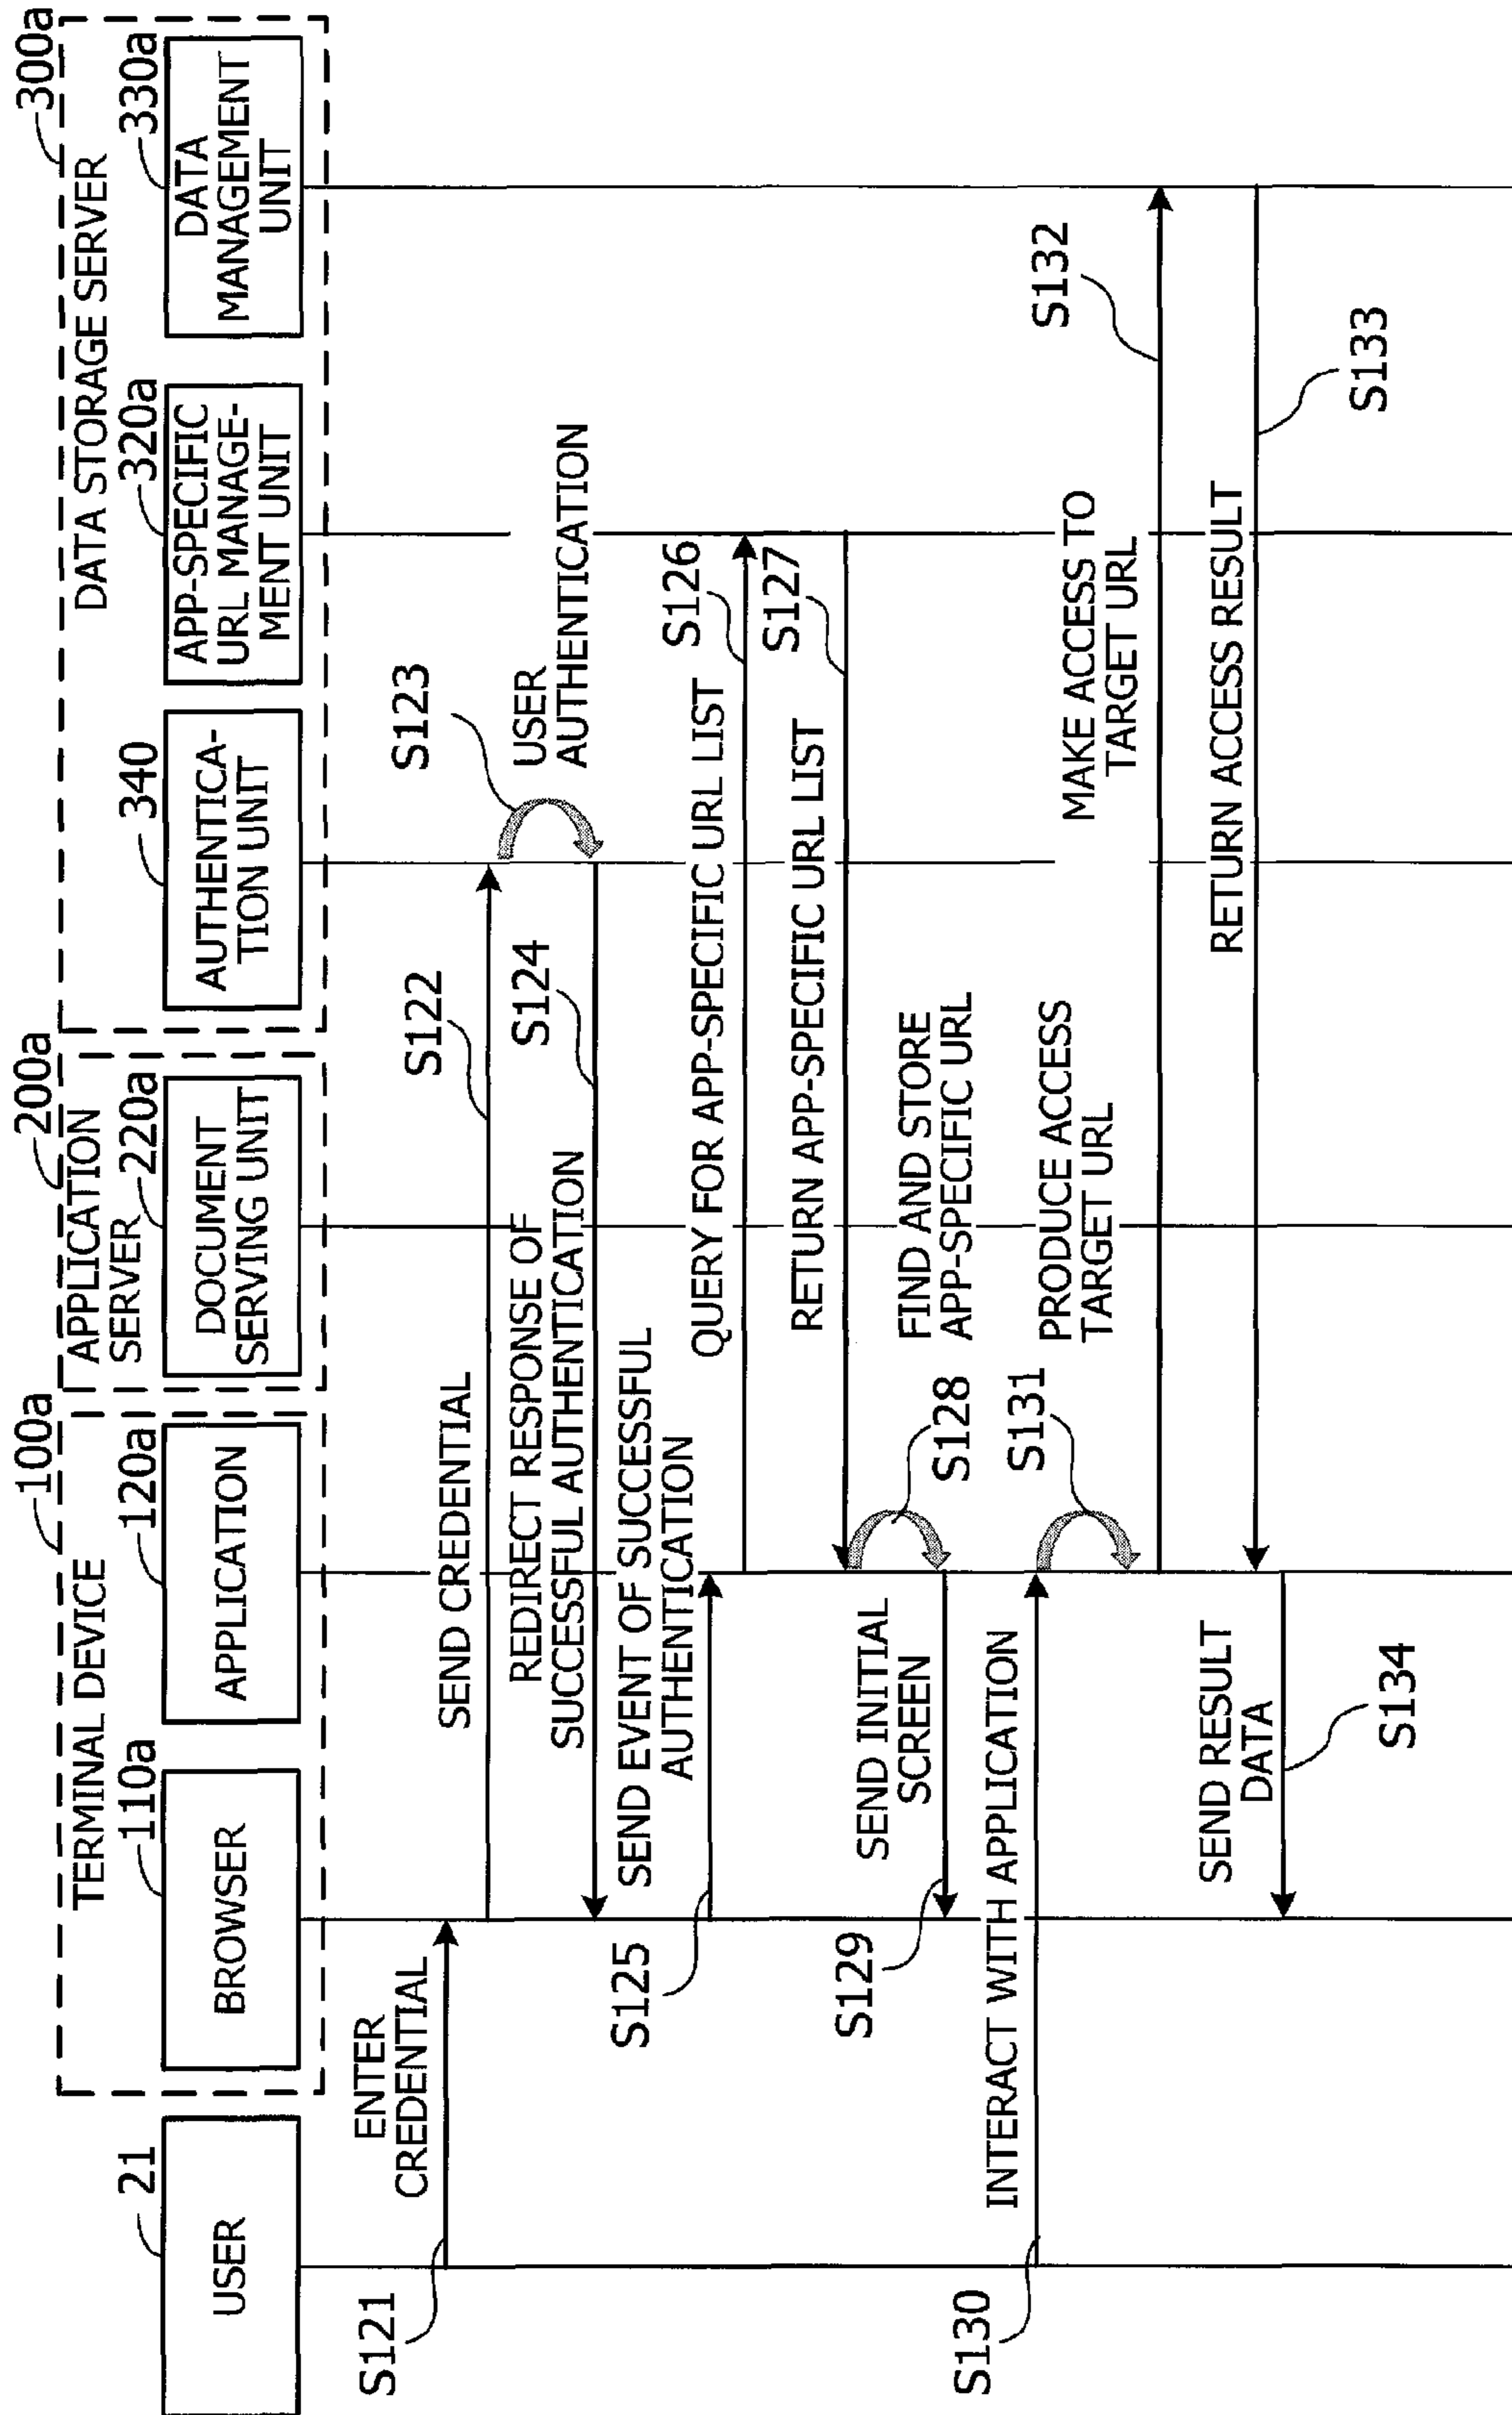 TERMINAL DEVICE
100a
APPLICATION
SERVER
200a
DATA STORAGE SERVER
300a
21
USER
110a
BROWSER
120a
APPLICATION
220a
DOCUMENT
SERVING UNIT
340
AUTHENTICA-
TION UNIT
320a
APP-SPECIFIC
URL MANAGE-
MENT UNIT
330a
DATA
MANAGEMENT
UNIT
S121
ENTER
CREDENTIAL
SEND CREDENTIAL
S122
S123
USER
AUTHENTICATION
REDIRECT RESPONSE OF
SUCCESSFUL AUTHENTICATION
S124
S125
SEND EVENT OF SUCCESSFUL
AUTHENTICATION
QUERY FOR APP-SPECIFIC URL LIST
S126
RETURN APP-SPECIFIC URL LIST
S127
S128
FIND AND STORE
APP-SPECIFIC URL
S129
SEND INITIAL
SCREEN
S130
INTERACT WITH APPLICATION
S131
PRODUCE ACCESS
TARGET URL
MAKE ACCESS TO
TARGET URL
S132
RETURN ACCESS RESULT
S133
SEND RESULT
DATA
S134